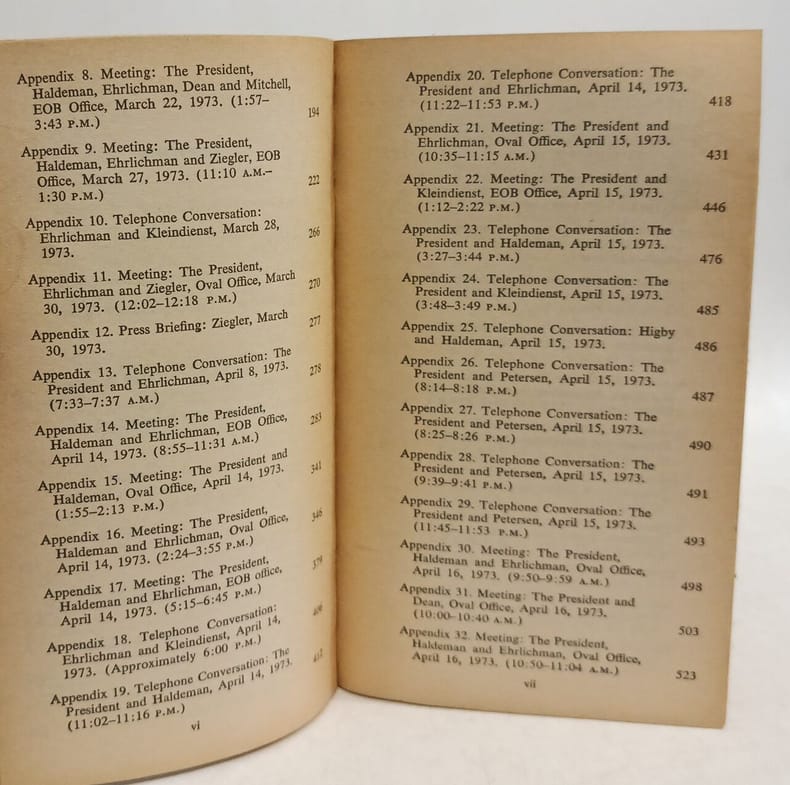 Appendix 8. Meeting: The President,
Haldeman, Ehrlichman, Dean and Mitchell,
EOB Office, March 22, 1973. (1:57–
3:43 P.M.) 194
Appendix 9. Meeting: The President,
Haldeman, Ehrlichman and Ziegler, EOB
Office, March 27, 1973. (11:10 A.M.–
1:30 P.M.) 222
Appendix 10. Telephone Conversation:
Ehrlichman and Kleindienst, March 28,
1973. 266
Appendix 11. Meeting: The President,
Ehrlichman and Ziegler, Oval Office, March
30, 1973. (12:02–12:18 P.M.) 270
Appendix 12. Press Briefing: Ziegler, March
30, 1973. 277
Appendix 13. Telephone Conversation: The
President and Ehrlichman, April 8, 1973.
(7:33–7:37 A.M.) 278
Appendix 14. Meeting: The President,
Haldeman and Ehrlichman, EOB Office,
April 14, 1973. (8:55–11:31 A.M.) 283
Appendix 15. Meeting: The President and
Haldeman, Oval Office, April 14, 1973.
(1:55–2:13 P.M.) 341
Appendix 16. Meeting: The President,
Haldeman and Ehrlichman, Oval Office,
April 14, 1973. (2:24–3:55 P.M.) 346
Appendix 17. Meeting: The President,
Haldeman and Ehrlichman, EOB office,
April 14, 1973. (5:15–6:45 P.M.)
Appendix 18. Telephone Conversation:
Ehrlichman and Kleindienst, April 14,
1973. (Approximately 6:00 P.M.)
Appendix 19. Telephone Conversation: The
President and Haldeman, April 14, 1973.
(11:02–11:16 P.M.)
vi
Appendix 20. Telephone Conversation: The
President and Ehrlichman, April 14, 1973.
(11:22–11:53 P.M.) 418
Appendix 21. Meeting: The President and
Ehrlichman, Oval Office, April 15, 1973.
(10:35–11:15 A.M.) 431
Appendix 22. Meeting: The President and
Kleindienst, EOB Office, April 15, 1973.
(1:12–2:22 P.M.) 446
Appendix 23. Telephone Conversation: The
President and Haldeman, April 15, 1973.
(3:27–3:44 P.M.) 476
Appendix 24. Telephone Conversation: The
President and Kleindienst, April 15, 1973.
(3:48–3:49 P.M.) 485
Appendix 25. Telephone Conversation: Higby
and Haldeman, April 15, 1973. 486
Appendix 26. Telephone Conversation: The
President and Petersen, April 15, 1973.
(8:14–8:18 P.M.) 487
Appendix 27. Telephone Conversation: The
President and Petersen, April 15, 1973.
(8:25–8:26 P.M.) 490
Appendix 28. Telephone Conversation: The
President and Petersen, April 15, 1973.
(9:39–9:41 P.M.) 491
Appendix 29. Telephone Conversation: The
President and Petersen, April 15, 1973.
(11:45–11:53 P.M.) 493
Appendix 30. Meeting: The President,
Haldeman and Ehrlichman, Oval Office,
April 16, 1973. (9:50–9:59 A.M.) 498
Appendix 31. Meeting: The President and
Dean, Oval Office, April 16, 1973.
(10:00–10:40 A.M.) 503
Appendix 32. Meeting: The President,
Haldeman and Ehrlichman, Oval Office,
April 16, 1973. (10:50–11:04 A.M.) 523
vii